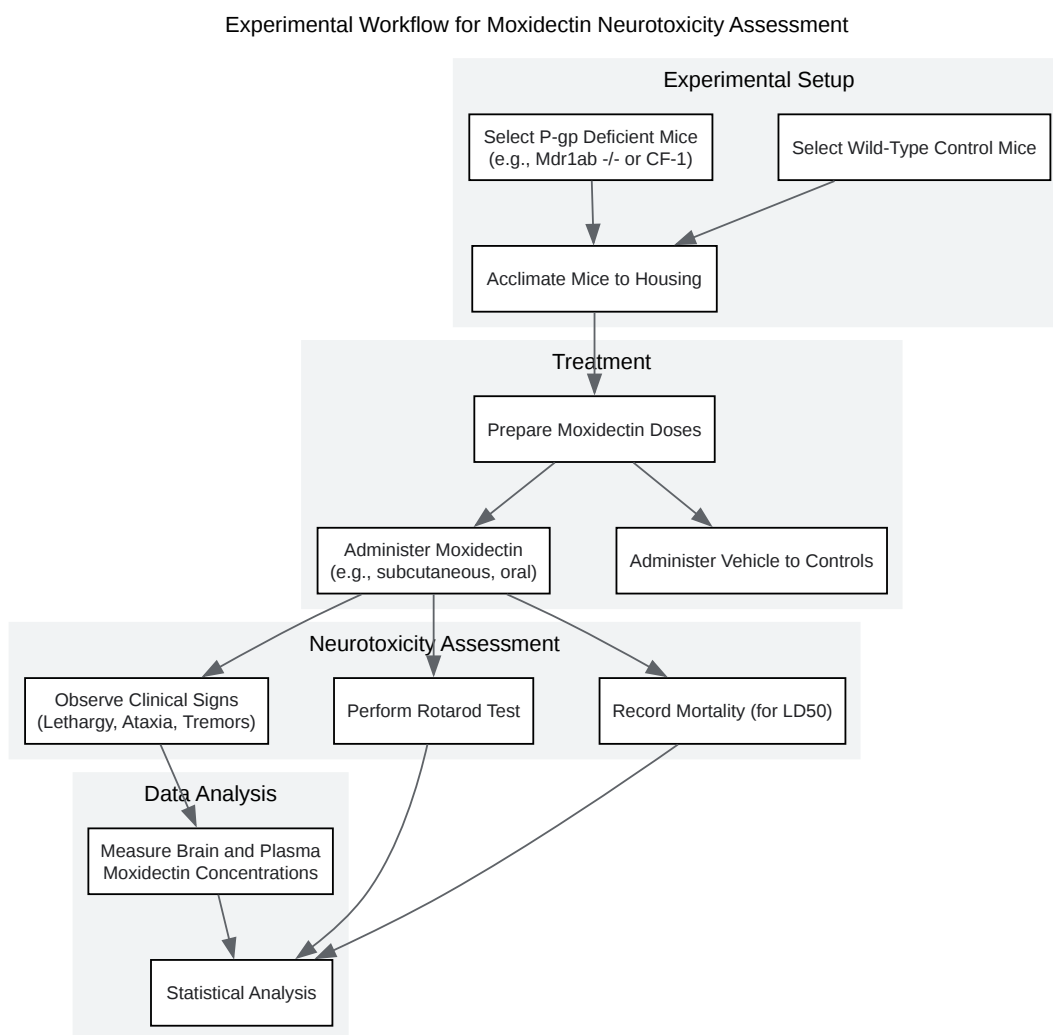 Experimental Workflow for Moxidectin Neurotoxicity Assessment
Experimental Setup
Select P-gp Deficient Mice
(e.g., Mdr1ab -/- or CF-1)
Select Wild-Type Control Mice
Acclimate Mice to Housing
Treatment
Prepare Moxidectin Doses
Administer Moxidectin
(e.g., subcutaneous, oral)
Administer Vehicle to Controls
Neurotoxicity Assessment
Observe Clinical Signs
(Lethargy, Ataxia, Tremors)
Perform Rotarod Test
Record Mortality (for LD50)
Data Analysis
Measure Brain and Plasma
Moxidectin Concentrations
Statistical Analysis